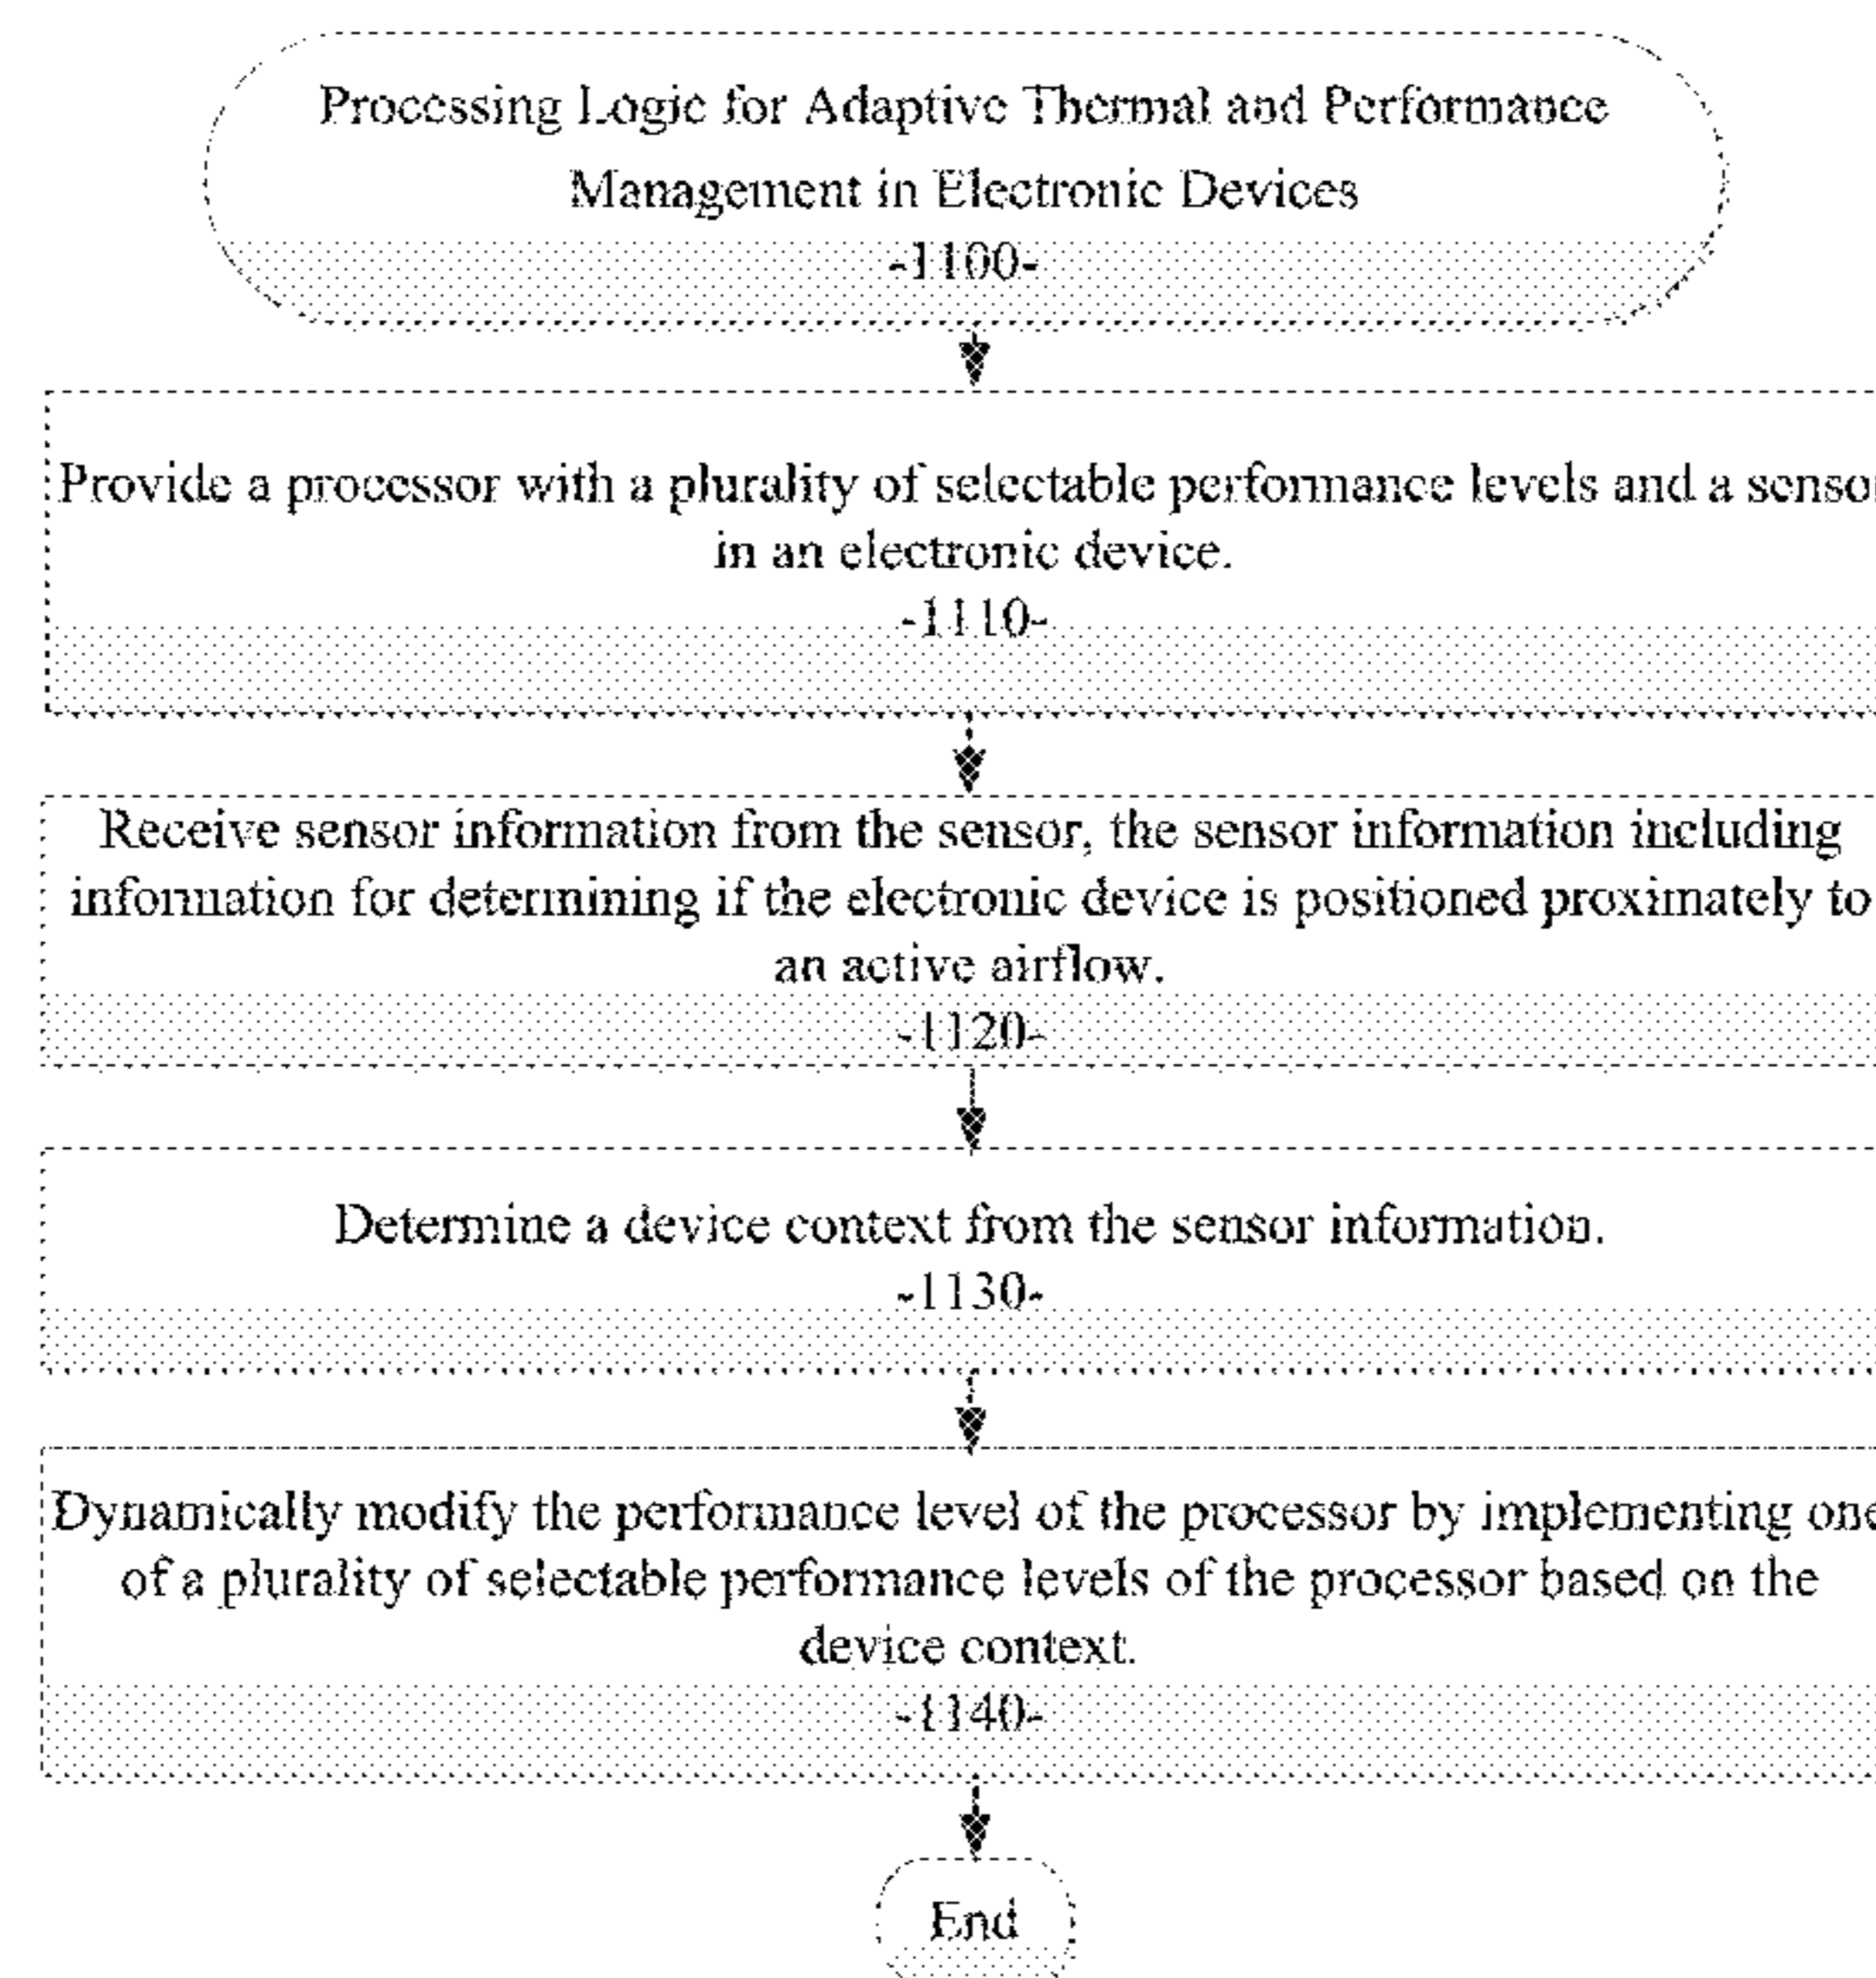 Processing Logic for Adaptive Thermal and Performance
Management in Electronic Devices
-1100-
Provide a processor with a plurality of selectable performance levels and a sensor
in an electronic device.
-1110-
Receive sensor information from the sensor, the sensor information including
information for determining if the electronic device is positioned proximately to
an active airflow.
-1120-
Determine a device context from the sensor information.
-1130-
Dynamically modify the performance level of the processor by implementing one
of a plurality of selectable performance levels of the processor based on the
device context.
-1140-
End